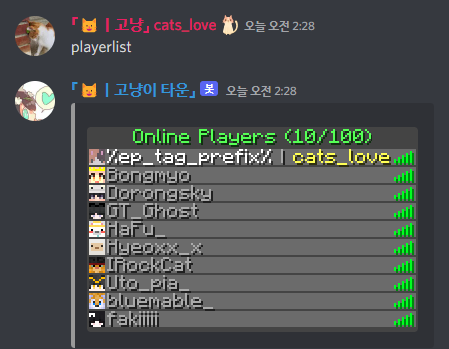 「😺 | 고냥」 cats_love 오늘 오전 2:28
playerlist
「😺 | 고냥이 타운」 봇 오늘 오전 2:28
Online Players (10/100)
%ep_tag_prefix% | cats_love
Bongmyo
Dorongsky
GT_Ghost
HaFu_
Hyeoxx_x
IRockCat
Uto_pia_
bluemable_
fakiiiii